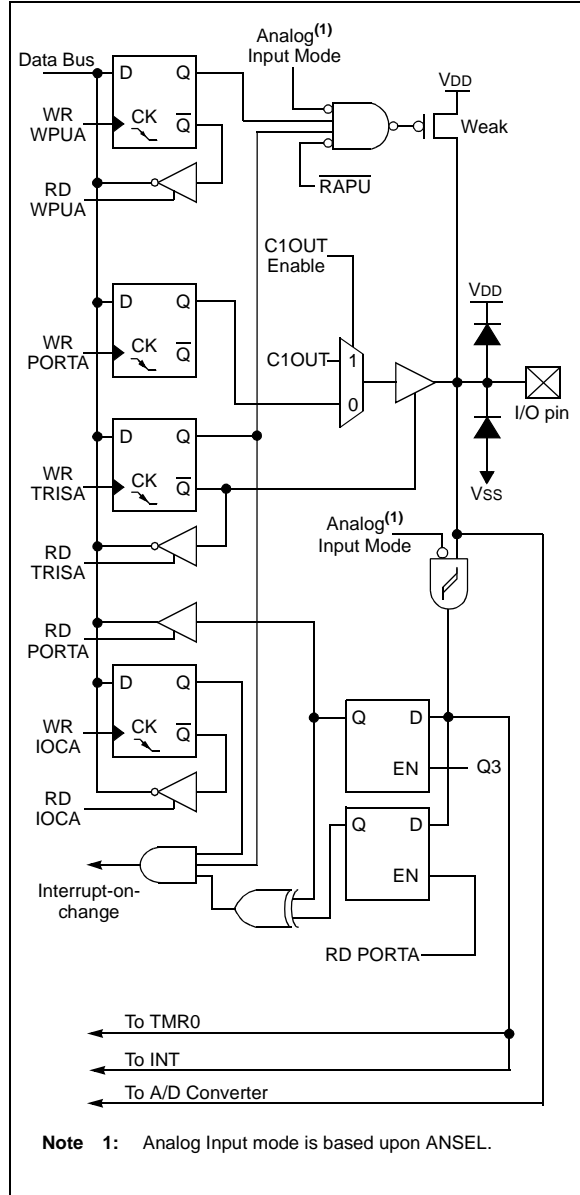 Analog(1)
Input Mode
Data Bus
D Q
VDD
WR
WPUA
CK Q
Weak
RD
WPUA
RAPU
C1OUT
Enable
D Q
VDD
WR
PORTA
CK Q
C1OUT
1
0
I/O pin
D Q
WR
TRISA
CK Q
VSS
Analog(1)
Input Mode
RD
TRISA
RD
PORTA
D Q
WR
IOCA
CK Q
Q D
EN
Q3
RD
IOCA
Q D
EN
Interrupt-on-
change
RD PORTA
To TMR0
To INT
To A/D Converter
Note 1: Analog Input mode is based upon ANSEL.